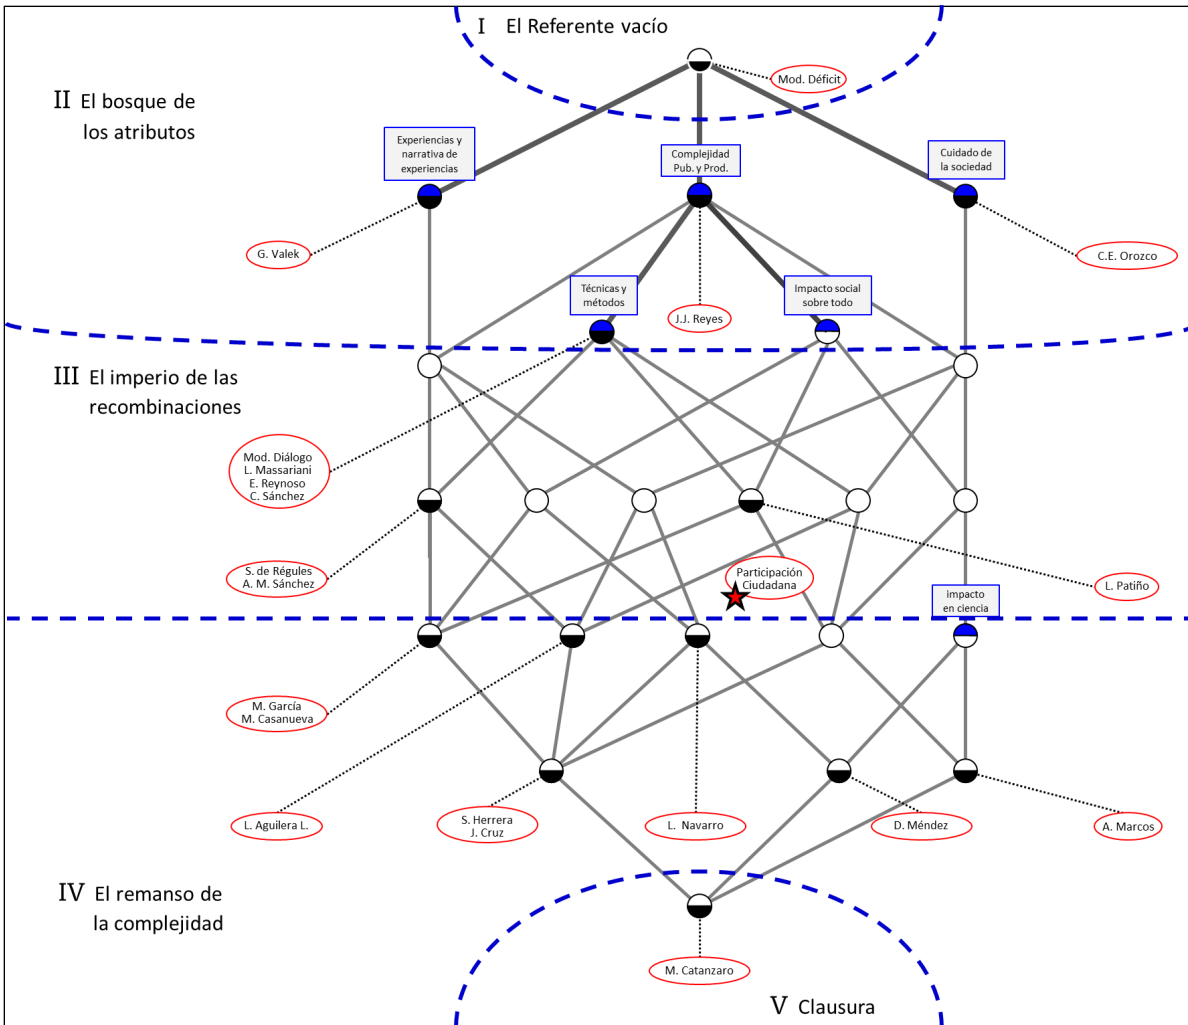 I El Referente vacío
Mod. Déficit
II El bosque de
los atributos
Experiencias y
narrativa de
experiencias
Complejidad
Pub. y Prod.
Cuidado de
la sociedad
G. Valek
C.E. Orozco
Técnicas y
métodos
Impacto social
sobre todo
J.J. Reyes
III El imperio de las
recombinaciones
Mod. Diálogo
L. Massariani
E. Reynoso
C. Sánchez
S. de Régules
A. M. Sánchez
Participación
Ciudadana
L. Patiño
impacto
en ciencia
M. García
M. Casanueva
L. Aguilera L.
S. Herrera
J. Cruz
L. Navarro
D. Méndez
A. Marcos
IV El remanso de
la complejidad
M. Catanzaro
V Clausura